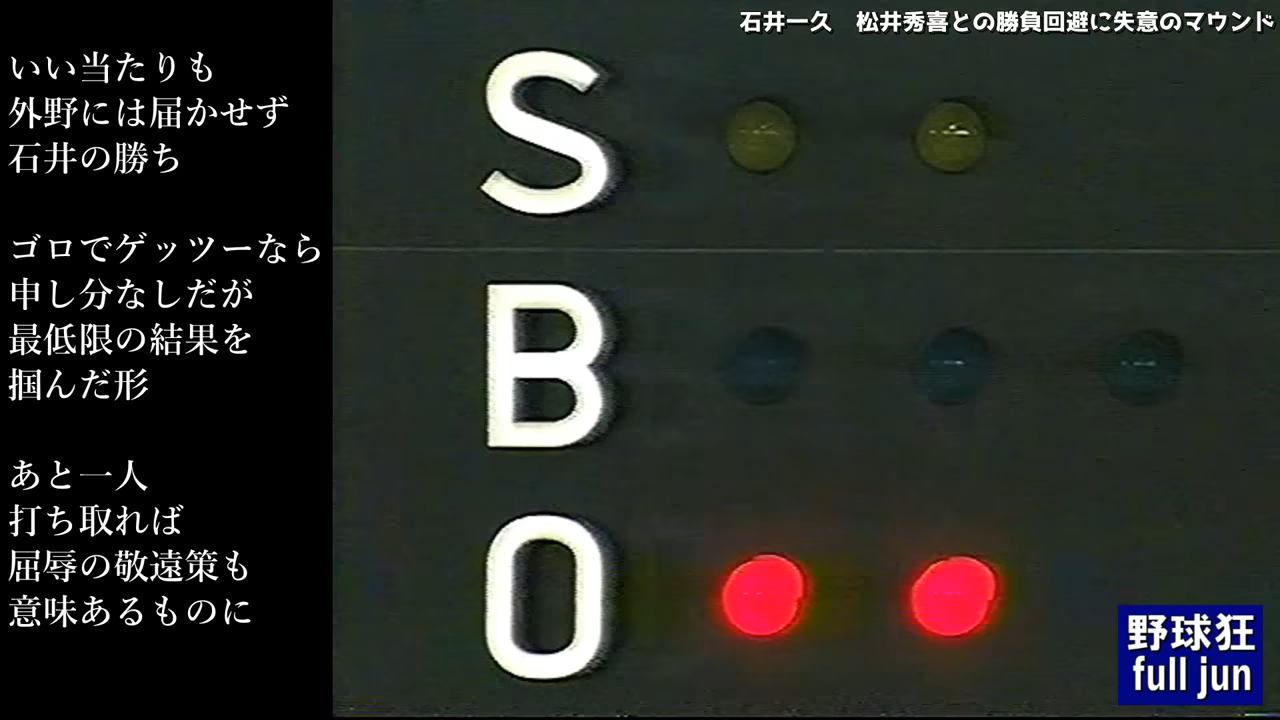 石井一久　松井秀喜との勝負回避に失意のマウンド
いい当たりも
外野には届かせず
石井の勝ち
ゴロでゲッツーなら
申し分なしだが
最低限の結果を
掴んだ形
あと一人
打ち取れば
屈辱の敬遠策も
意味あるものに
S
B
O
野球狂
full jun